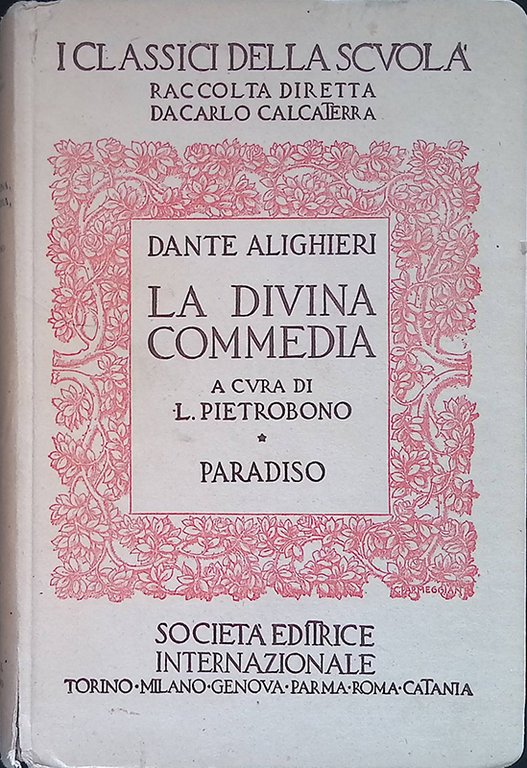 I CLASSICI DELLA SCVOLA
RACCOLTA DIRETTA
DA CARLO CALCATERRA
DANTE ALIGHIERI
LA DIVINA
COMMEDIA
A CVRA DI
L. PIETROBONO
*
PARADISO
C. PARMEGGIANI
SOCIETÀ EDITRICE
INTERNAZIONALE
TORINO·MILANO·GENOVA·PARMA·ROMA·CATANIA